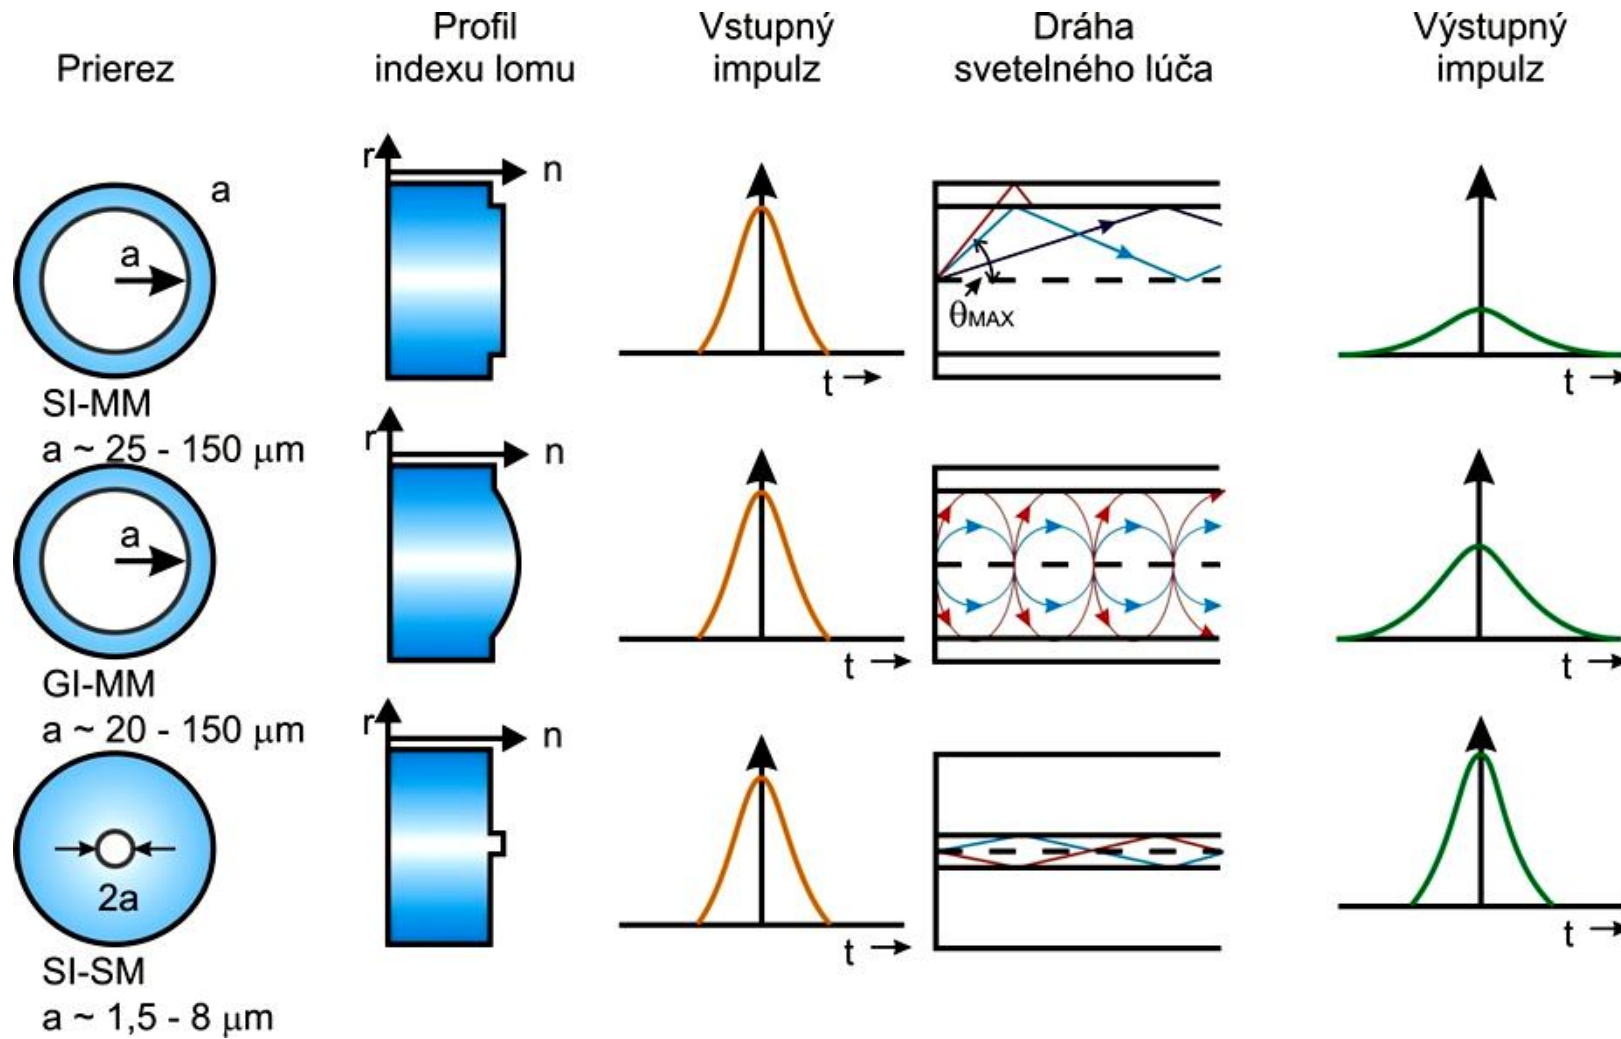 Prierez
Profil
indexu lomu
Vstupný
impulz
Dráha
svetelného lúča
Výstupný
impulz
a
a
SI-MM
a ~ 25 - 150 μm
r
n
t
θMAX
t
a
GI-MM
a ~ 20 - 150 μm
r
n
t
t
2a
SI-SM
a ~ 1,5 - 8 μm
r
n
t
t